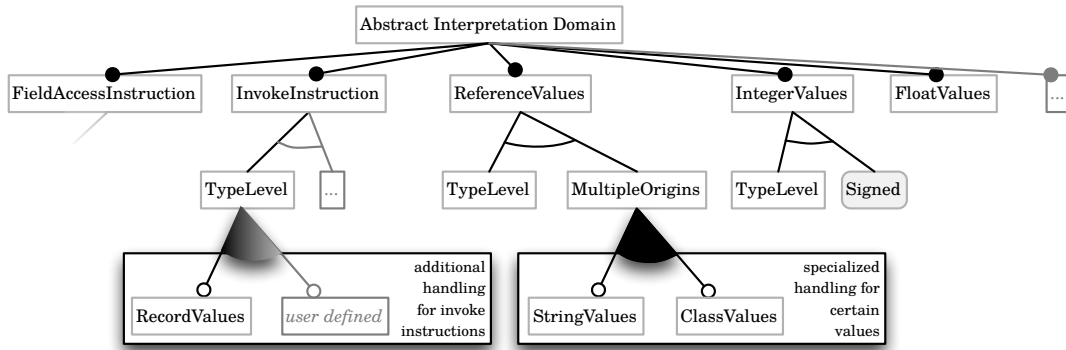 Abstract Interpretation Domain
FieldAccessInstruction
InvokeInstruction
ReferenceValues
IntegerValues
FloatValues
...
TypeLevel
...
TypeLevel
MultipleOrigins
TypeLevel
Signed
RecordValues
user defined
additional
handling
for invoke
instructions
StringValues
ClassValues
specialized
handling for
certain
values